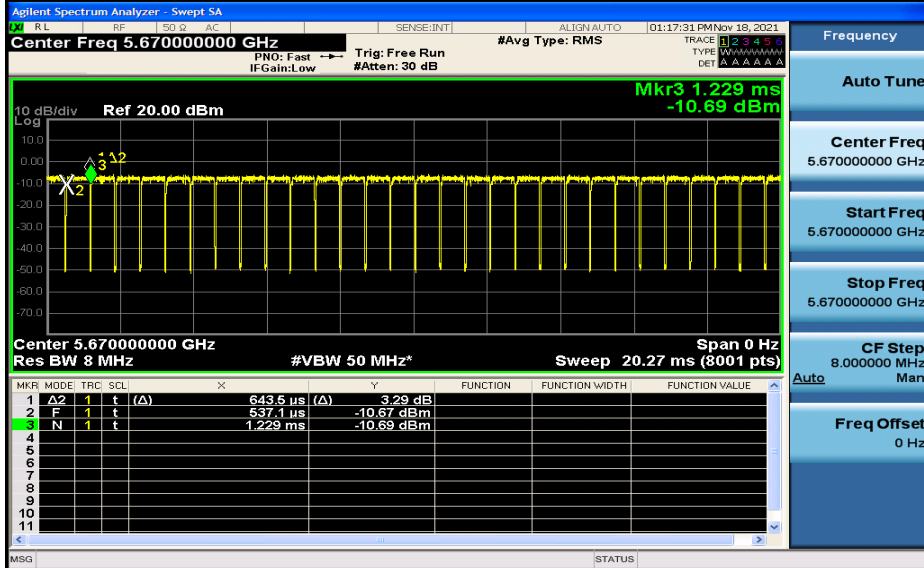 Agilent Spectrum Analyzer - Swept SA
LXI RL RF 50 Ω AC SENSE:INT ALIGN AUTO 01:17:31 PM Nov 18, 2021
Center Freq 5.670000000 GHz
PNO: Fast
IFGain:Low
Trig: Free Run
#Atten: 30 dB
#Avg Type: RMS
TRACE 1 2 3 4 5 6
TYPE WWWWWW
DET A A A A A A
Mkr3 1.229 ms
-10.69 dBm
10 dB/div Ref 20.00 dBm
Log
10.0
0.00
-10.0
-20.0
-30.0
-40.0
-50.0
-60.0
-70.0
1Δ2
3
X2
Center 5.670000000 GHz Span 0 Hz
Res BW 8 MHz #VBW 50 MHz* Sweep 20.27 ms (8001 pts)
MKR MODE TRC SCL X Y FUNCTION FUNCTION WIDTH FUNCTION VALUE
1 Δ2 1 t (Δ) 643.5 µs (Δ) 3.29 dB
2 F 1 t 537.1 µs -10.67 dBm
3 N 1 t 1.229 ms -10.69 dBm
4
5
6
7
8
9
10
11
MSG STATUS
Frequency
Auto Tune
Center Freq
5.670000000 GHz
Start Freq
5.670000000 GHz
Stop Freq
5.670000000 GHz
CF Step
8.000000 MHz
Auto Man
Freq Offset
0 Hz